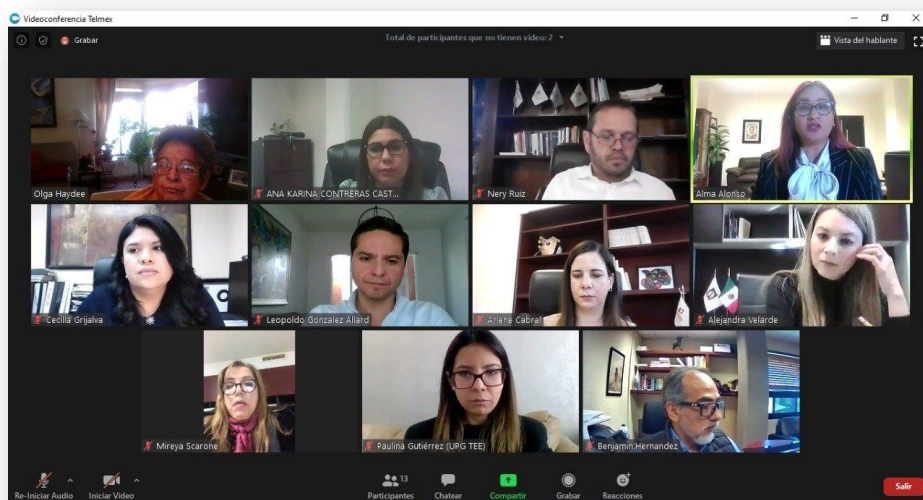 Videoconferencia Telmex
Grabar
Total de participantes que no tienen video: 2
Vista del hablante
Olga Haydee
ANA KARINA CONTRERAS CAST...
Nery Ruiz
Alma Alonso
Cecilia Grijalva
Leopoldo González Allard
Arlene Cabral
Alejandra Velarde
Mireya Scarone
Paulina Gutiérrez (UPG TEE)
Benjamin.Hernandez
Re-Iniciar Audio
Iniciar Video
Participantes
13
Chatear
Compartir
Grabar
Reacciones
Salir